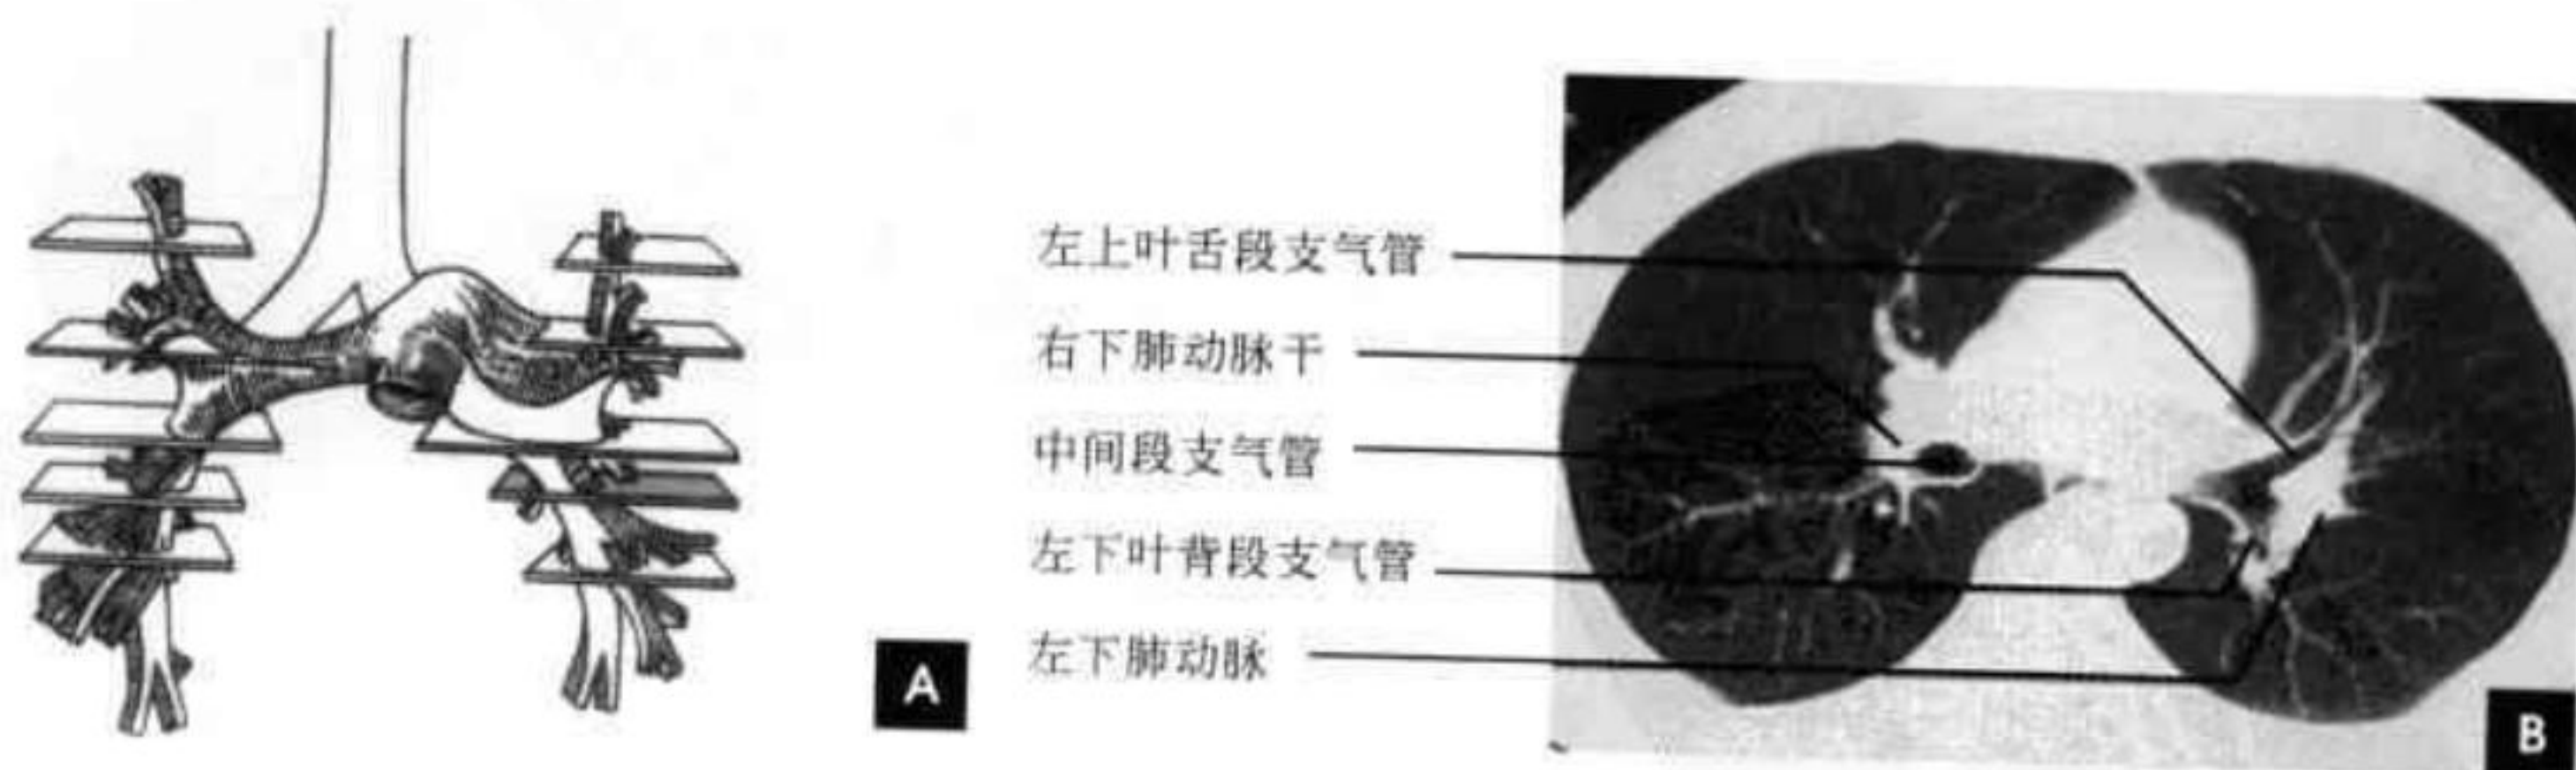 左上叶舌段支气管
右下肺动脉干
中间段支气管
左下叶背段支气管
左下肺动脉
A
B